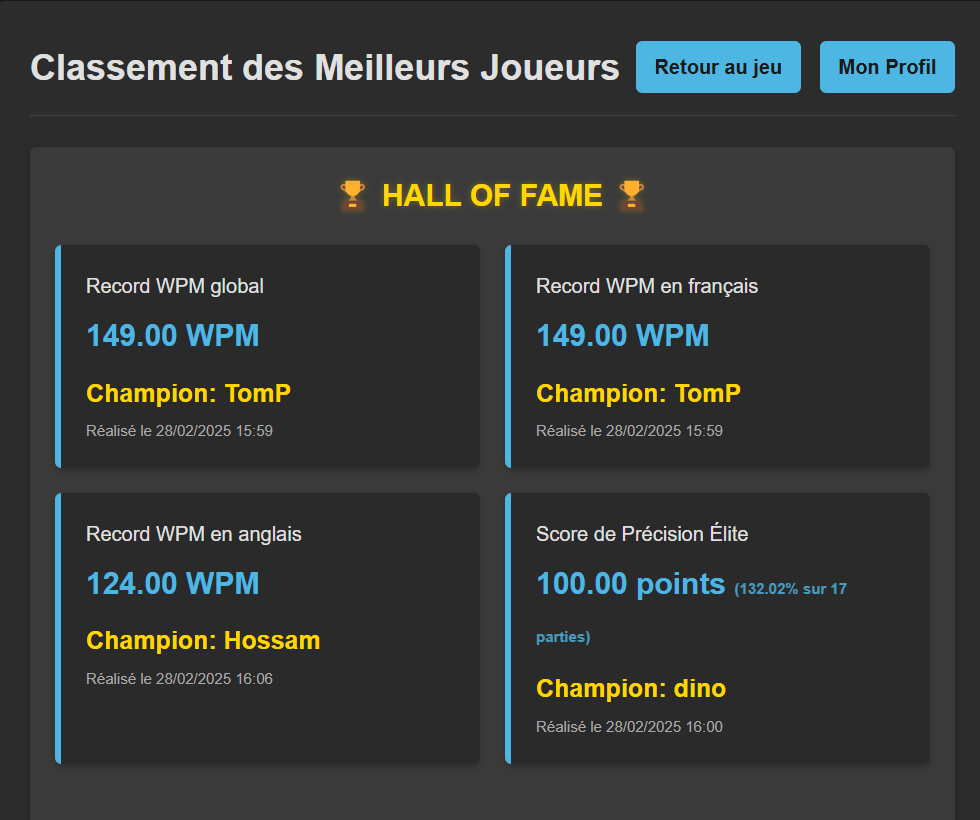 Classement des Meilleurs Joueurs
Retour au jeu
Mon Profil
🏆 HALL OF FAME 🏆
Record WPM global
149.00 WPM
Champion: TomP
Réalisé le 28/02/2025 15:59
Record WPM en français
149.00 WPM
Champion: TomP
Réalisé le 28/02/2025 15:59
Record WPM en anglais
124.00 WPM
Champion: Hossam
Réalisé le 28/02/2025 16:06
Score de Précision Élite
100.00 points (132.02% sur 17
parties)
Champion: dino
Réalisé le 28/02/2025 16:00